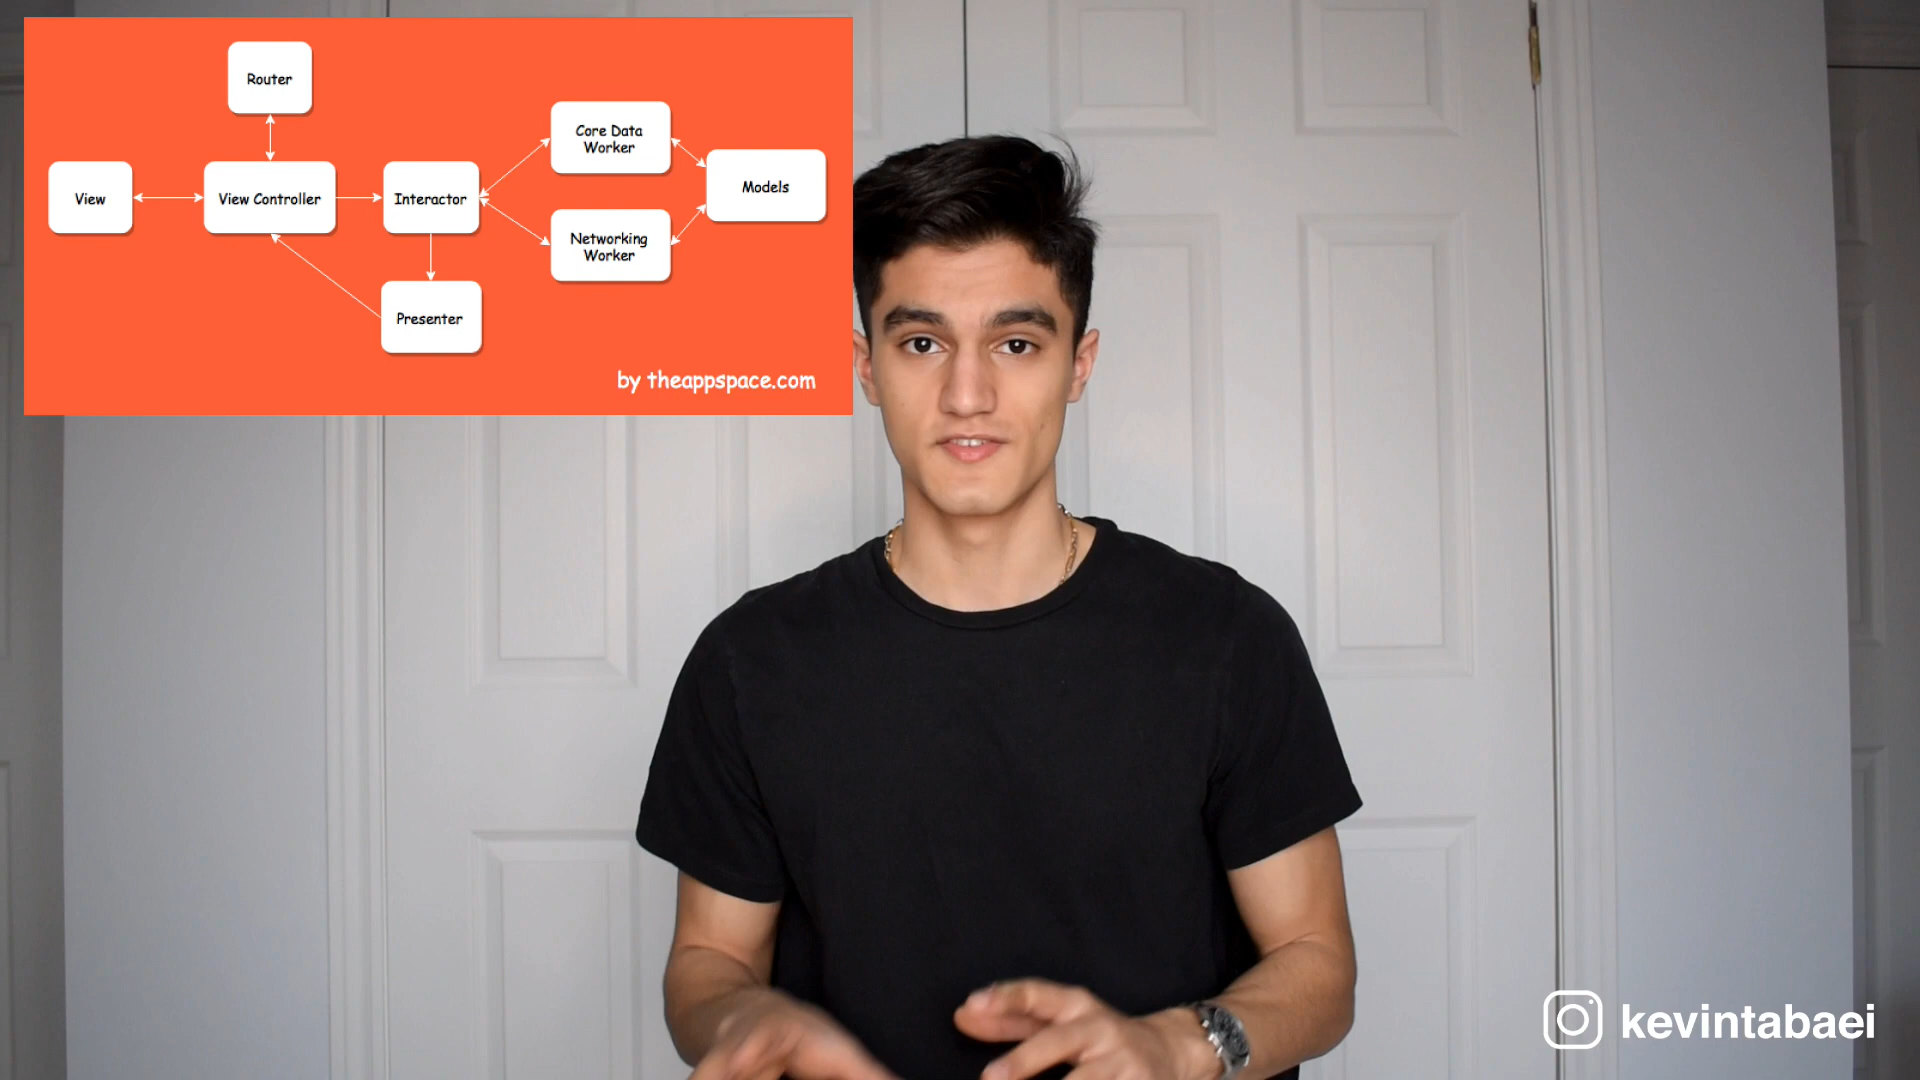 Router
Core Data
Worker
Models
View
View Controller
Interactor
Networking
Worker
Presenter
by theappspace.com
kevintabaei